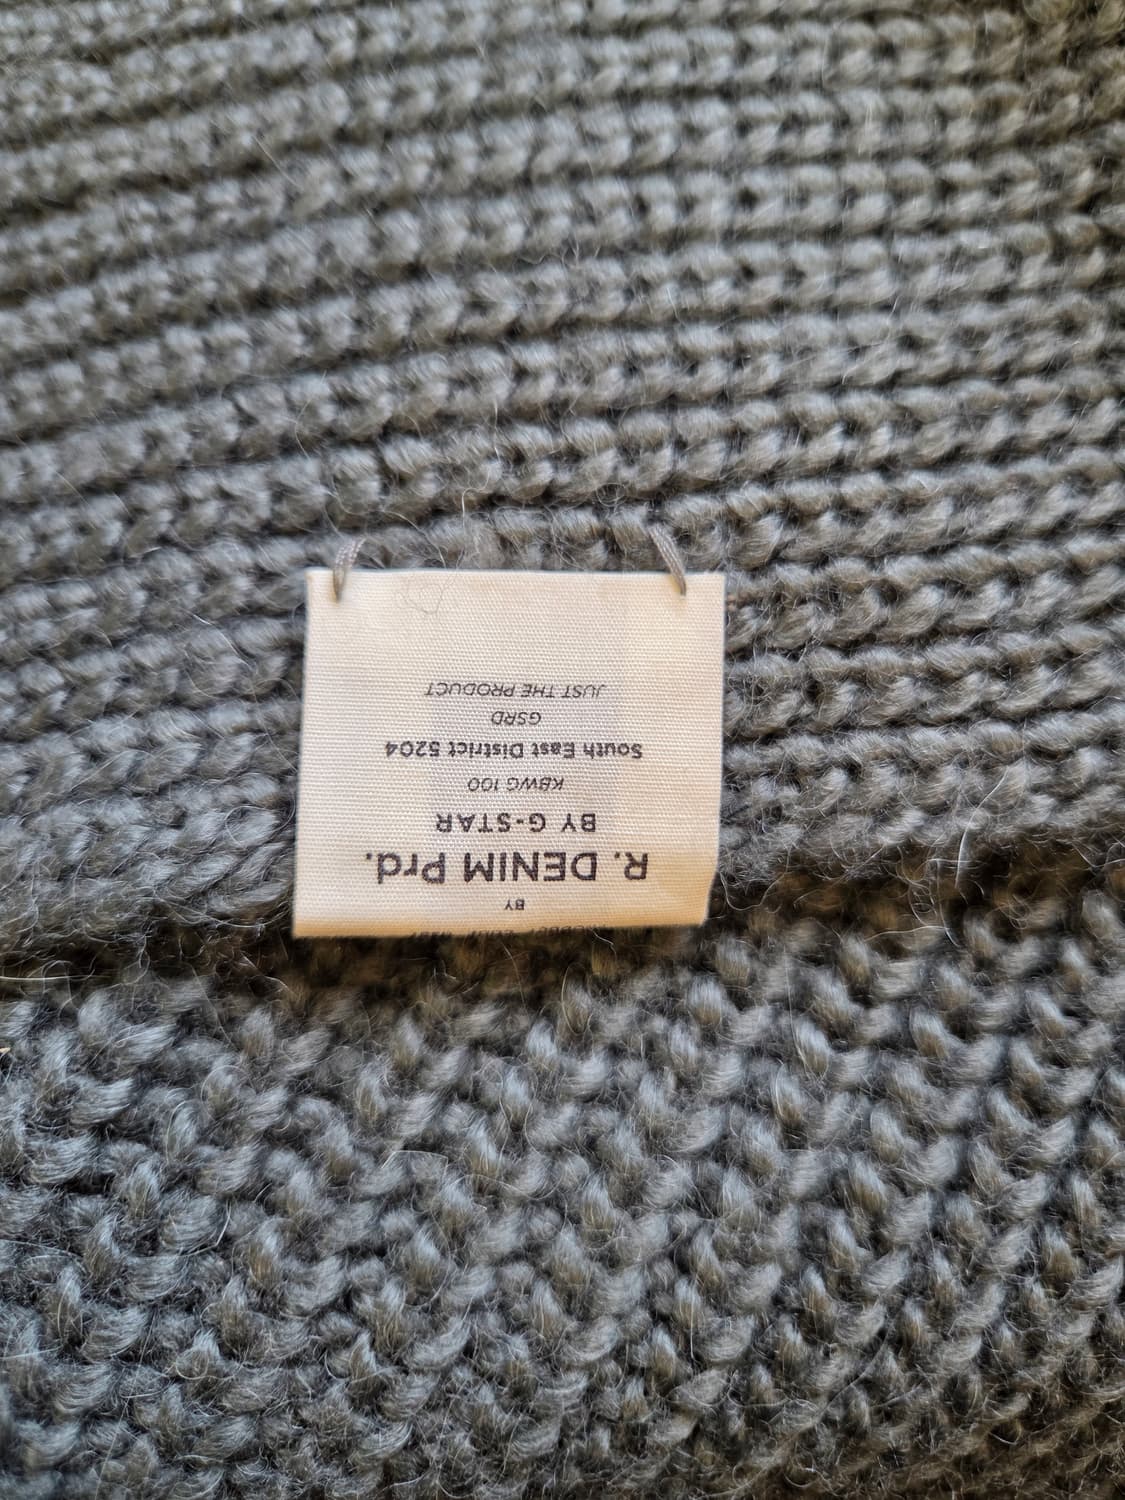 BY
R. DENIM Prd.
BY G-STAR
KBWG 100
South East District 5204
GSRD
JUST THE PRODUCT